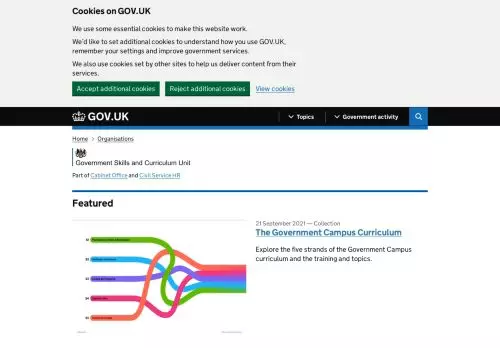 Cookies on GOV.UK
We use some essential cookies to make this website work.
We'd like to set additional cookies to understand how you use GOV.UK,
remember your settings and improve government services.
We also use cookies set by other sites to help us deliver content from their
services.
Accept additional cookies
Reject additional cookies
View cookies
GOV.UK
Topics
Government activity
Home
Organisations
Government Skills and Curriculum Unit
Part of Cabinet Office and Civil Service HR
Featured
21 September 2021 — Collection
The Government Campus Curriculum
Explore the five strands of the Government Campus
curriculum and the training and topics.